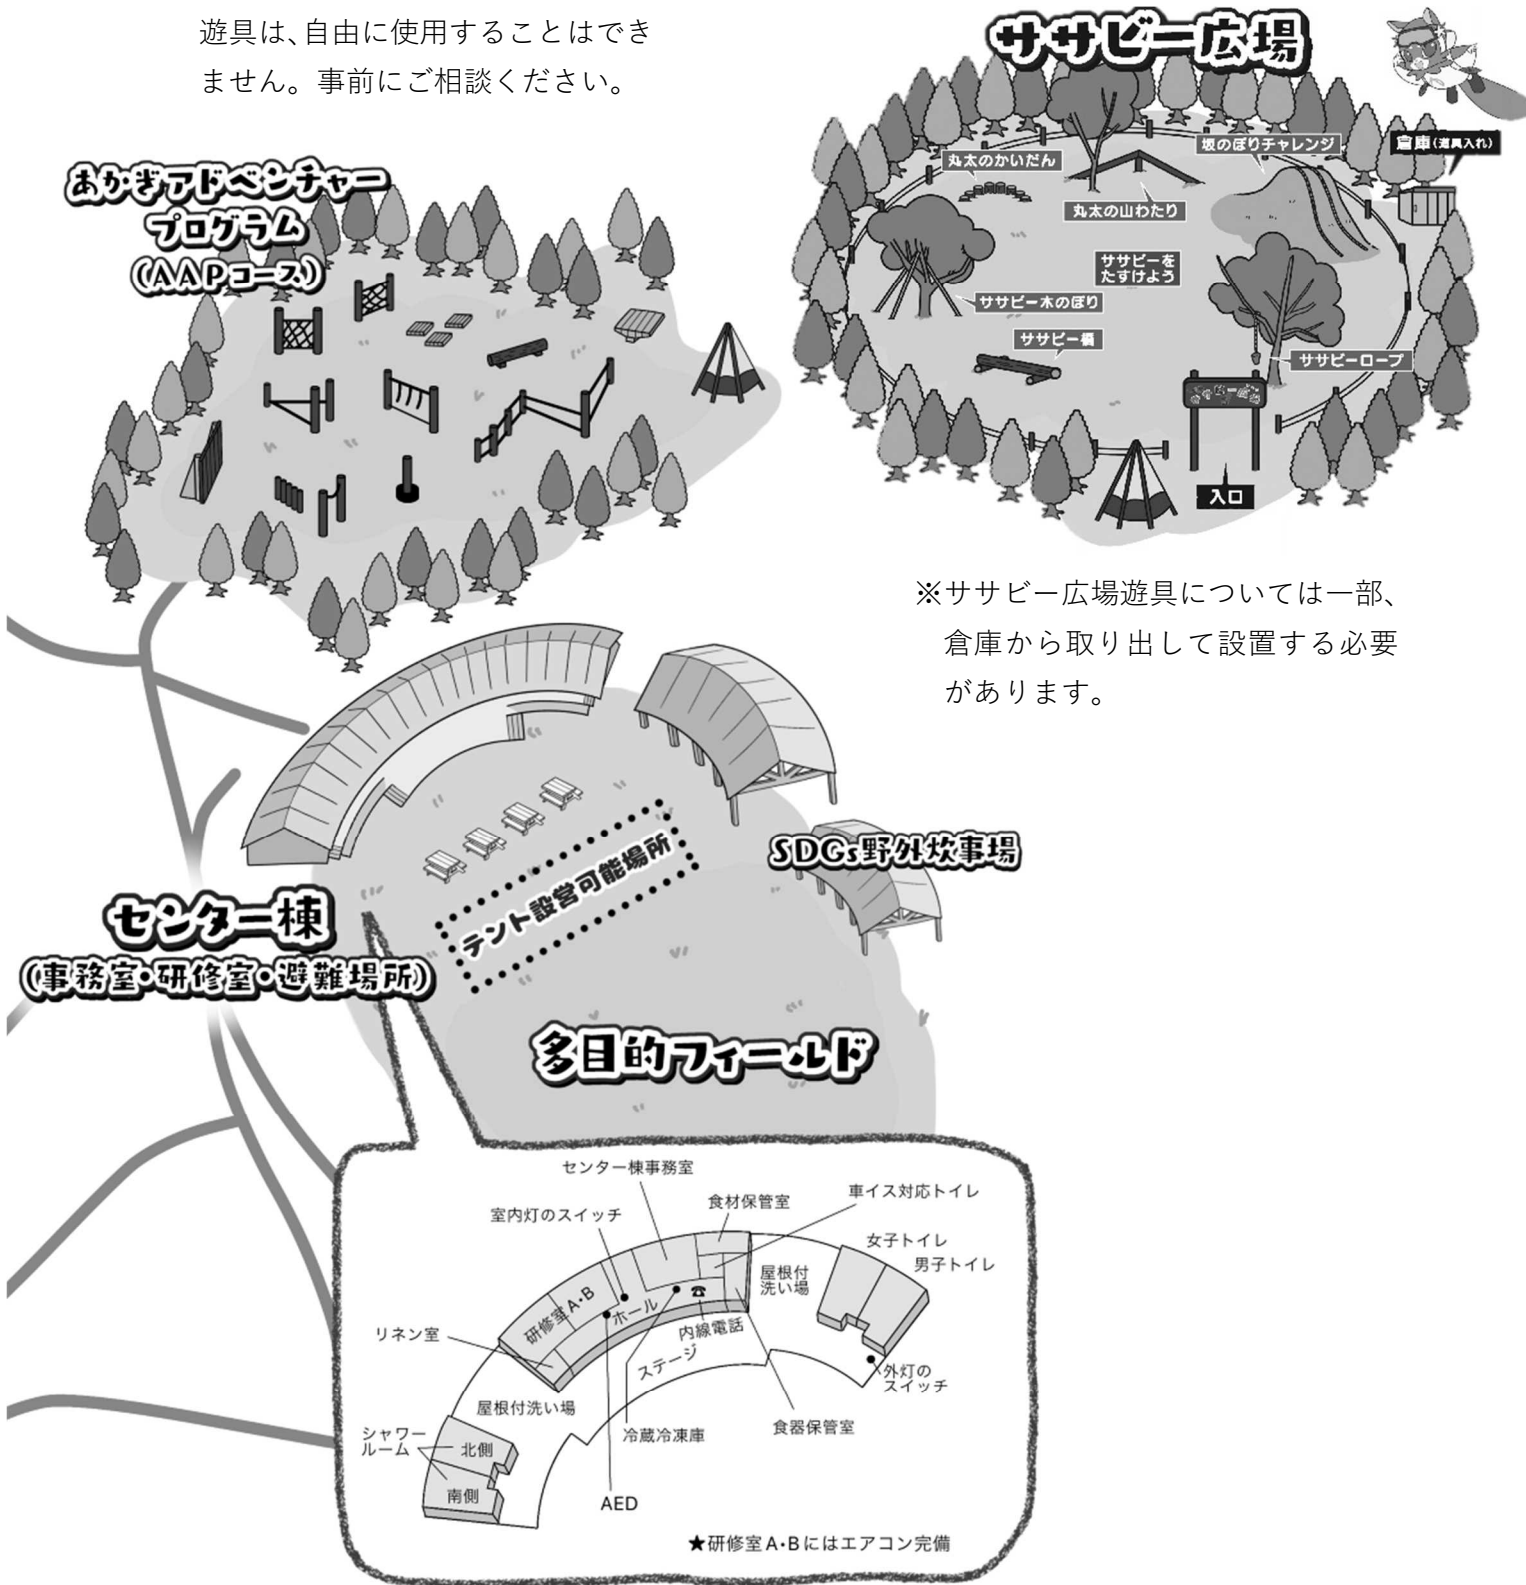 遊具は、自由に使用することはでき
ません。事前にご相談ください。
ササビー広場
倉庫(道具入れ)
坂のぼりチャレンジ
丸太のかいだん
丸太の山わたり
ササビーを
たすけよう
ササビー木のぼり
ササビー橋
ササビーロープ
入口
あかぎアドベンチャー
プログラム
(AAPコース)
※ササビー広場遊具については一部、
倉庫から取り出して設置する必要
があります。
SDGs野外炊事場
テント設営可能場所
センター棟
(事務室・研修室・避難場所)
多目的フィールド
センター棟事務室
食材保管室
車イス対応トイレ
室内灯のスイッチ
女子トイレ
男子トイレ
屋根付
洗い場
研修室A・B
ホール
☎
内線電話
リネン室
ステージ
外灯の
スイッチ
屋根付洗い場
冷蔵冷凍庫
食器保管室
シャワー
ルーム
北側
南側
AED
★研修室A・Bにはエアコン完備